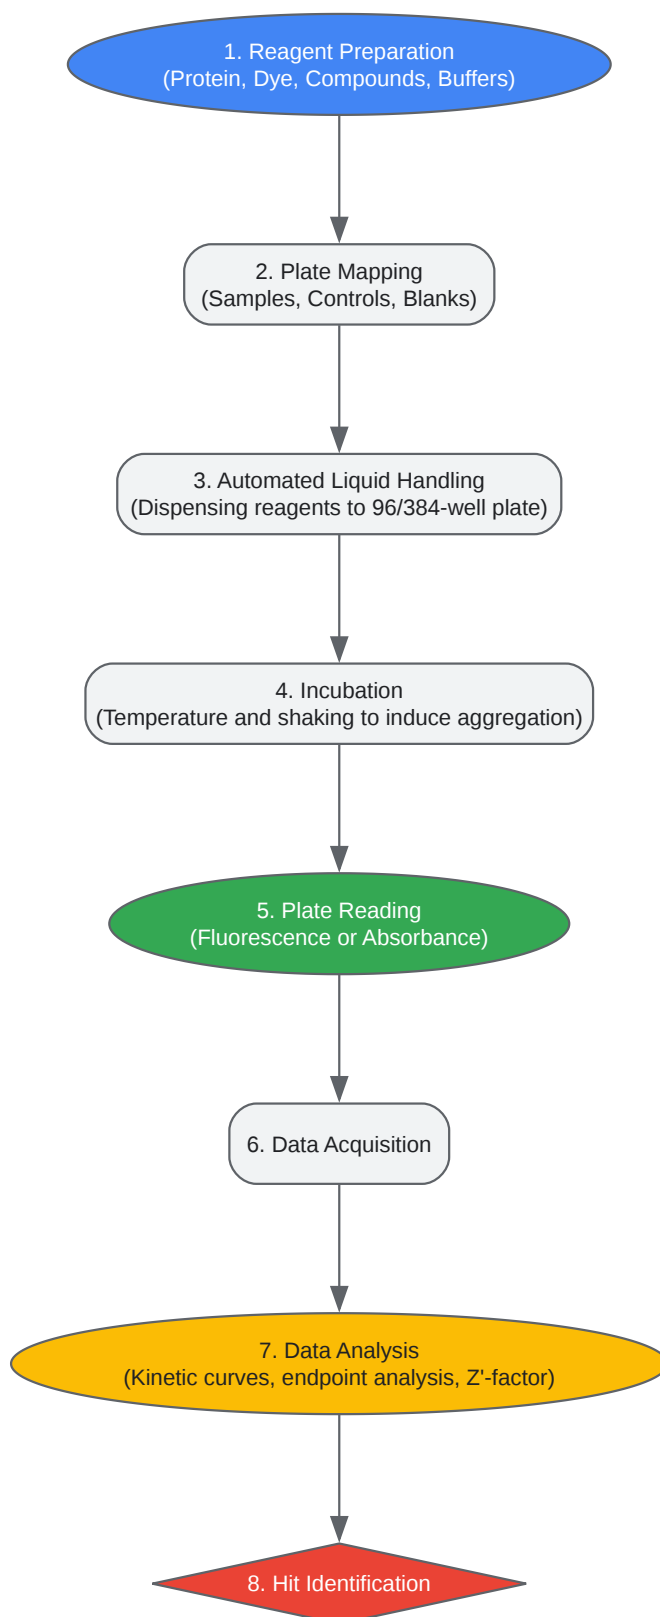 1. Reagent Preparation
(Protein, Dye, Compounds, Buffers)
2. Plate Mapping
(Samples, Controls, Blanks)
3. Automated Liquid Handling
(Dispensing reagents to 96/384-well plate)
4. Incubation
(Temperature and shaking to induce aggregation)
5. Plate Reading
(Fluorescence or Absorbance)
6. Data Acquisition
7. Data Analysis
(Kinetic curves, endpoint analysis, Z'-factor)
8. Hit Identification